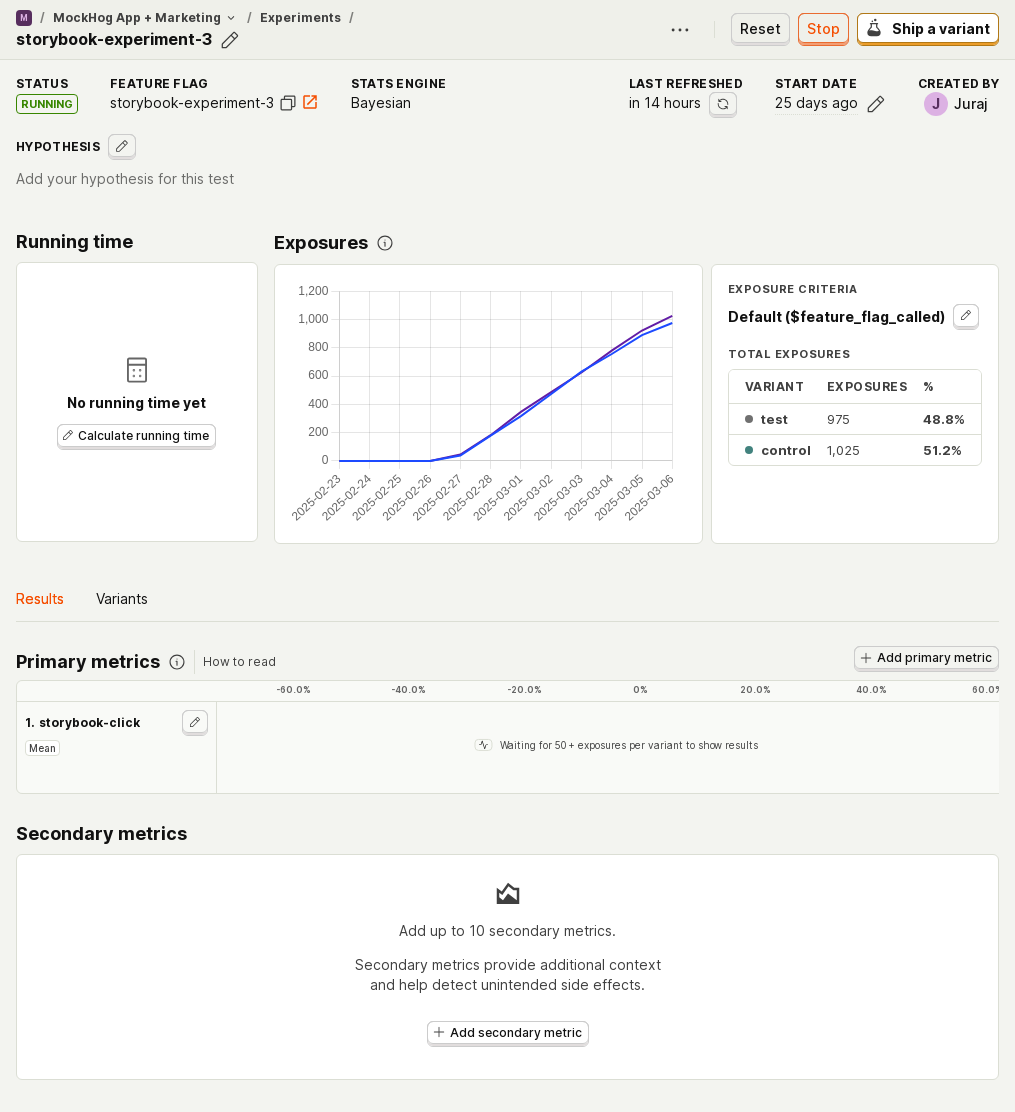 M / MockHog App + Marketing / Experiments /
storybook-experiment-3
Reset
Stop
Ship a variant
STATUS
RUNNING
FEATURE FLAG
storybook-experiment-3
STATS ENGINE
Bayesian
LAST REFRESHED
in 14 hours
START DATE
25 days ago
CREATED BY
J Juraj
HYPOTHESIS
Add your hypothesis for this test
Running time
No running time yet
Calculate running time
Exposures
1,200
1,000
800
600
400
200
0
2025-02-23
2025-02-24
2025-02-25
2025-02-26
2025-02-27
2025-02-28
2025-03-01
2025-03-02
2025-03-03
2025-03-04
2025-03-05
2025-03-06
EXPOSURE CRITERIA
Default ($feature_flag_called)
TOTAL EXPOSURES
VARIANT EXPOSURES %
test 975 48.8%
control 1,025 51.2%
Results Variants
Primary metrics
How to read
Add primary metric
-60.0% -40.0% -20.0% 0% 20.0% 40.0% 60.0%
1. storybook-click
Mean
Waiting for 50+ exposures per variant to show results
Secondary metrics
Add up to 10 secondary metrics.
Secondary metrics provide additional context
and help detect unintended side effects.
Add secondary metric